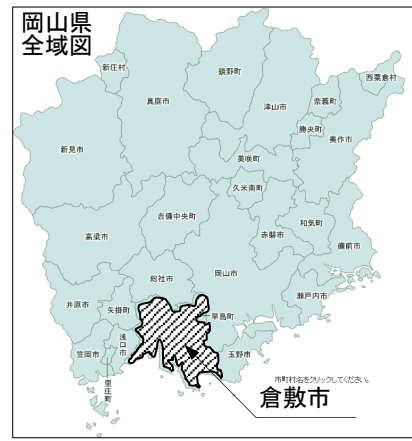 岡山県
全域図
新庄村
真庭市
鏡野町
津山市
奈義町
西粟倉村
勝央町
美作市
新見市
美咲町
久米南町
吉備中央町
高梁市
赤磐市
和気町
備前市
総社市
岡山市
瀬戸内市
井原市
矢掛町
早島町
浅口市
笠岡市
玉野市
里庄町
市町村名をクリックしてください。
倉敷市